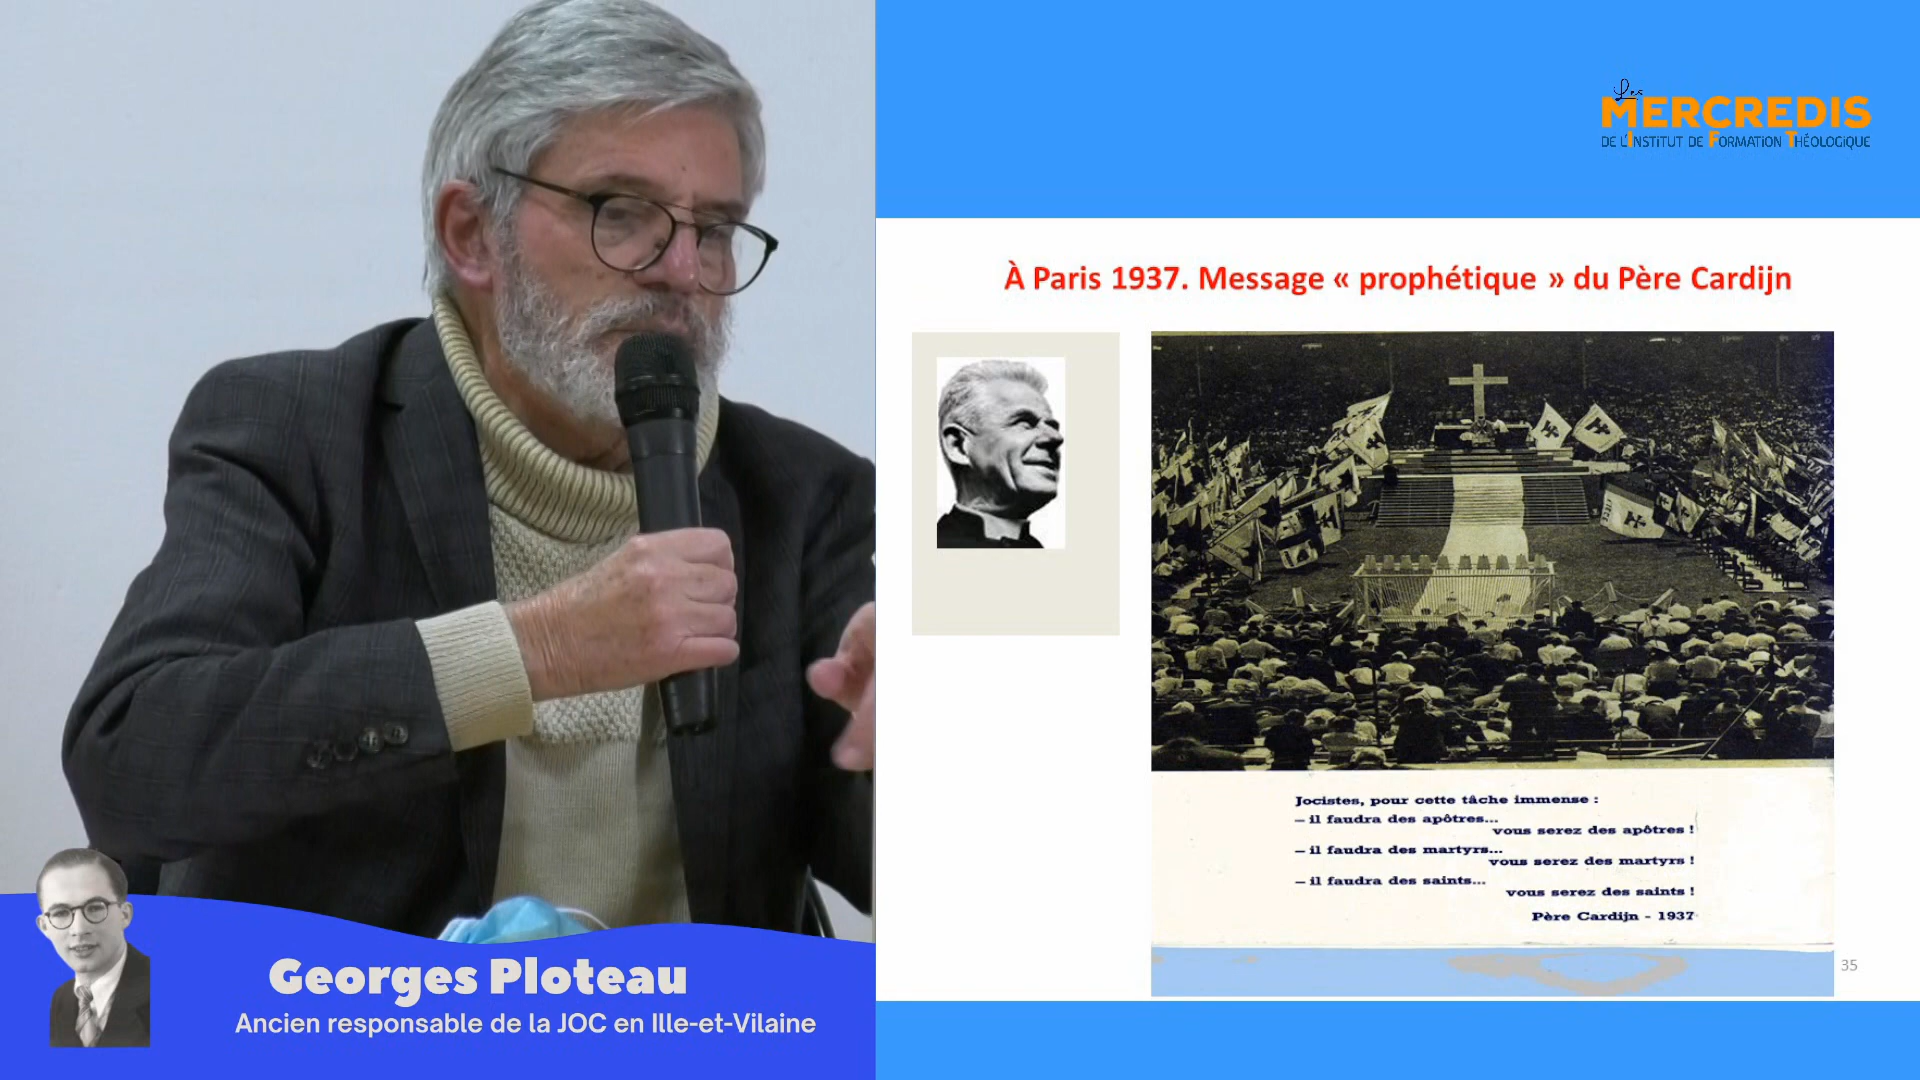 Les
MERCREDIS
DE L'INSTITUT DE FORMATION THÉOLOGIQUE
À Paris 1937. Message « prophétique » du Père Cardijn
Jocistes, pour cette tâche immense :
– il faudra des apôtres...
vous serez des apôtres !
– il faudra des martyrs...
vous serez des martyrs !
– il faudra des saints...
vous serez des saints !
Père Cardijn - 1937
35
Georges Ploteau
Ancien responsable de la JOC en Ille-et-Vilaine